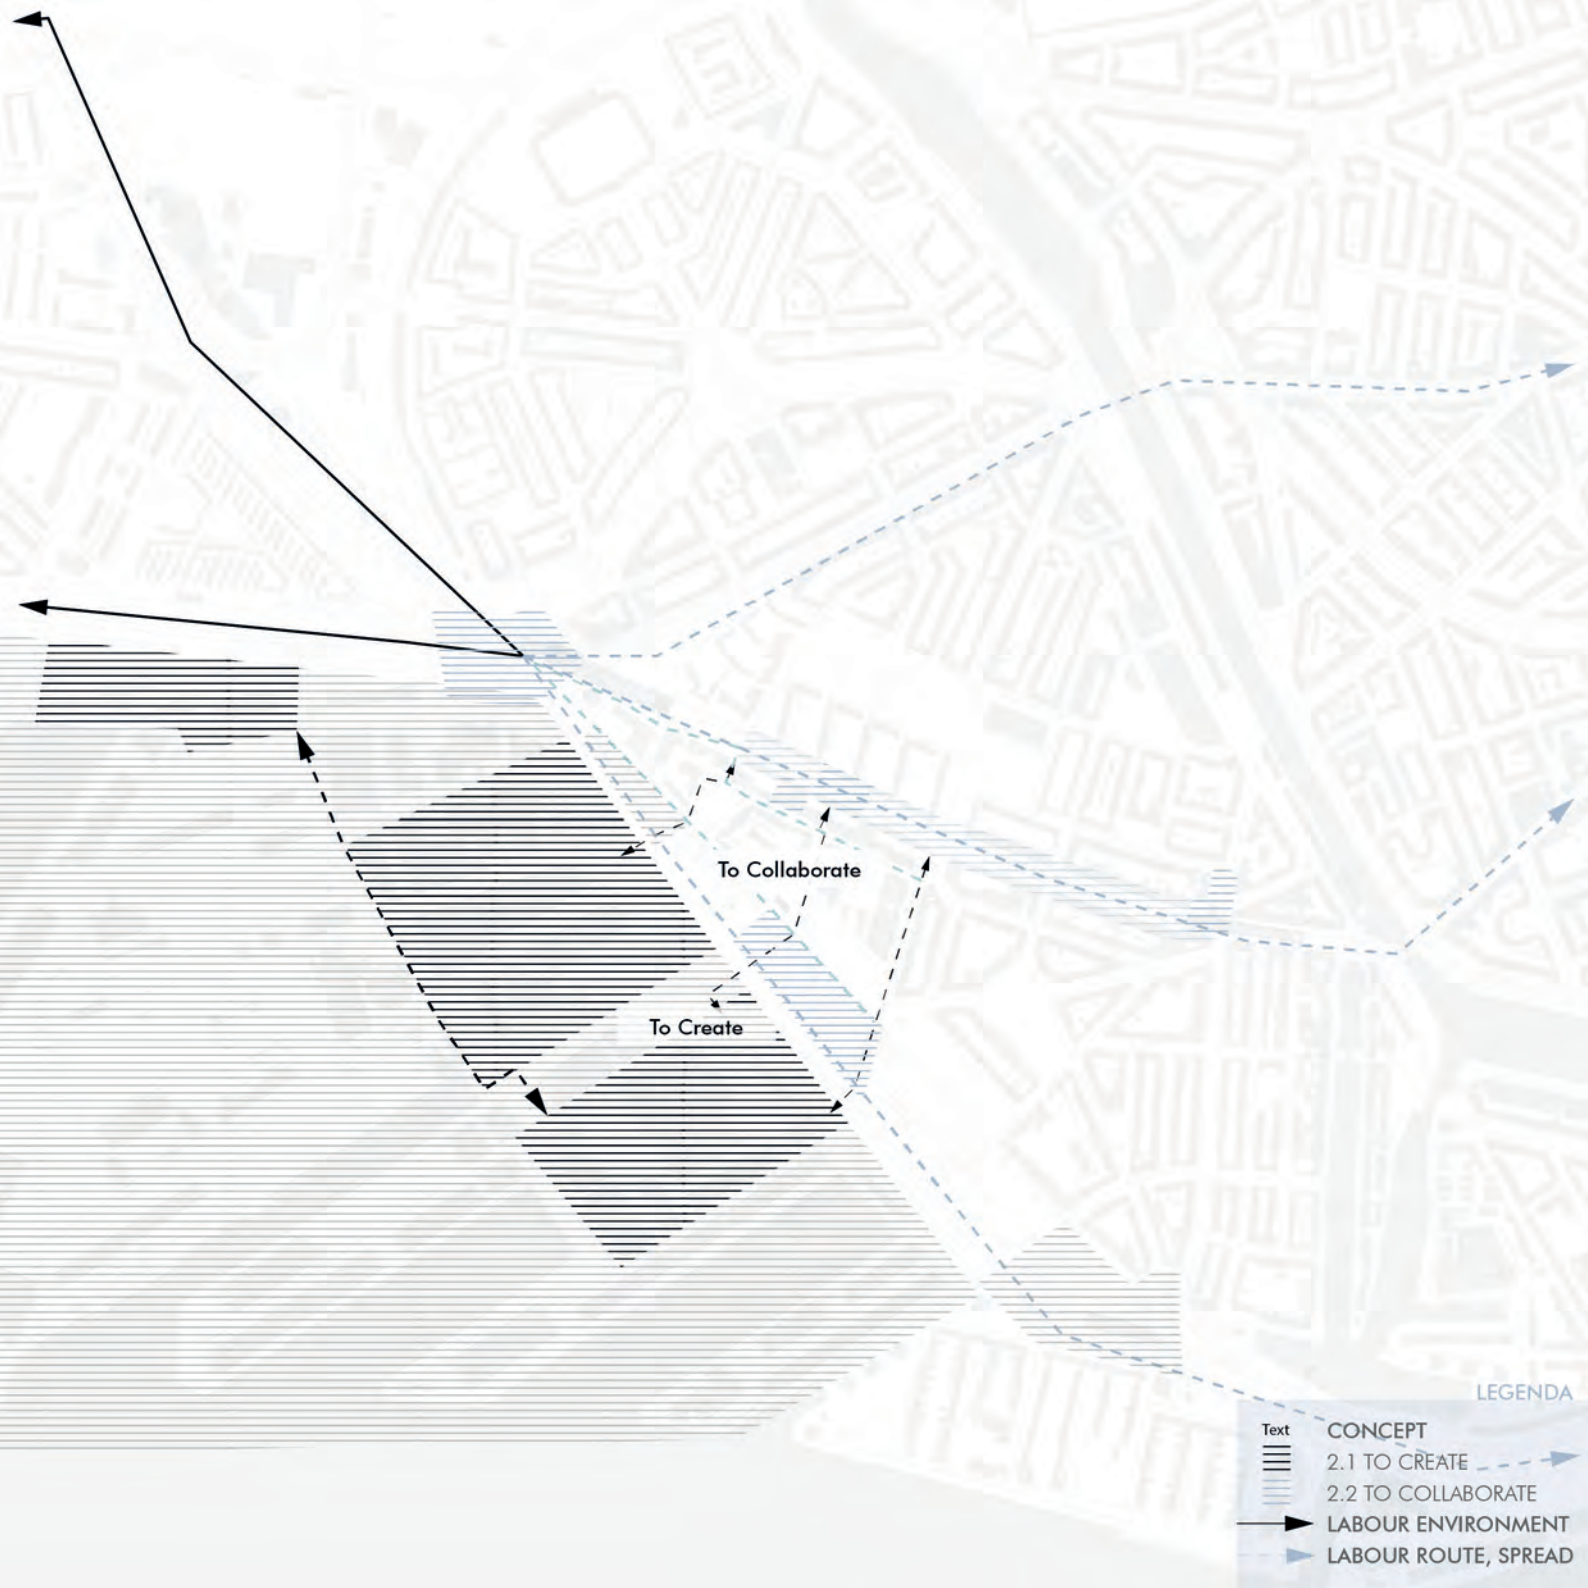 To Collaborate
To Create
LEGENDA
Text CONCEPT
2.1 TO CREATE
2.2 TO COLLABORATE
LABOUR ENVIRONMENT
LABOUR ROUTE, SPREAD